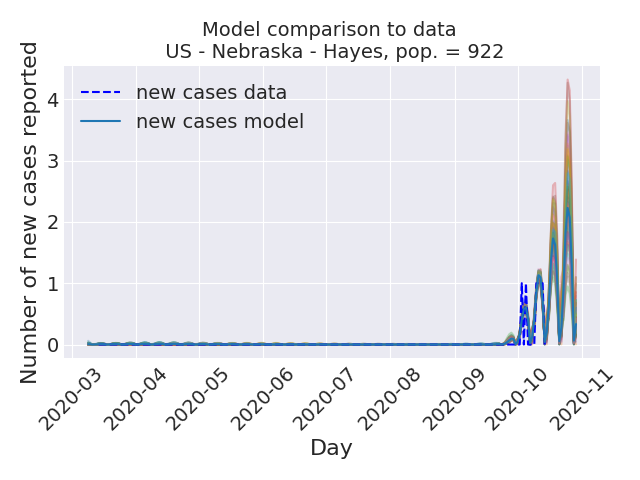 Model comparison to data
US - Nebraska - Hayes, pop. = 922
new cases data
new cases model
Number of new cases reported
4
3
2
1
0
2020-03
2020-04
2020-05
2020-06
2020-07
2020-08
2020-09
2020-10
2020-11
Day